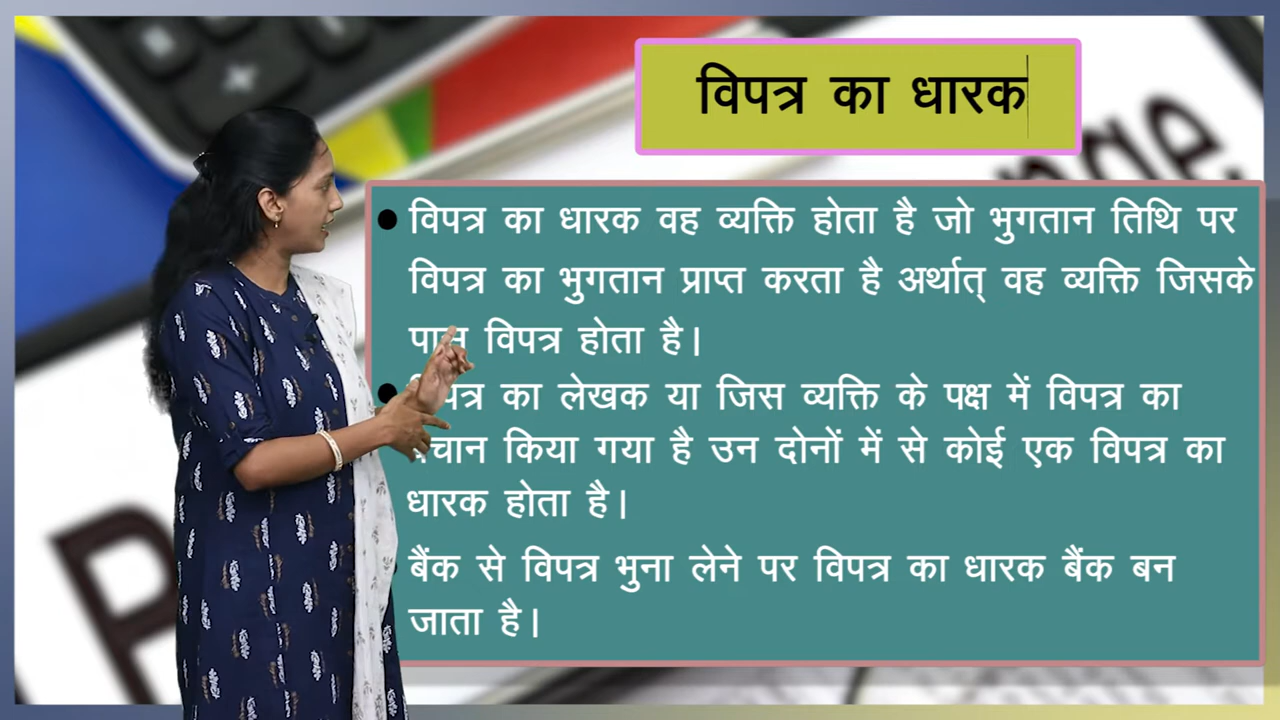 विपत्र का धारक
विपत्र का धारक वह व्यक्ति होता है जो भुगतान तिथि पर
विपत्र का भुगतान प्राप्त करता है अर्थात् वह व्यक्ति जिसके
पास विपत्र होता है।
का लेखक या जिस व्यक्ति के पक्ष में विपत्र का
किया गया है उन दोनों में से कोई एक विपत्र का
धारक होता है।
बैंक से विपत्र भुना लेने पर विपत्र का धारक बैंक बन
जाता है।